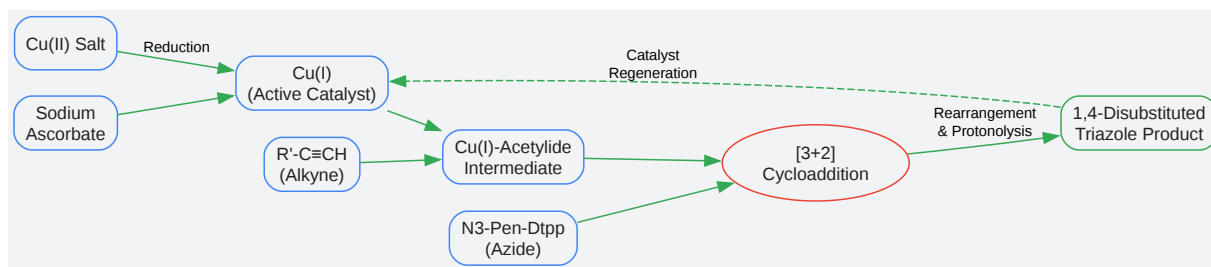 Cu(II) Salt
Reduction
Sodium
Ascorbate
Cu(I)
(Active Catalyst)
R'-C≡CH
(Alkyne)
Cu(I)-Acetylide
Intermediate
N3-Pen-Dtpp
(Azide)
Catalyst
Regeneration
[3+2]
Cycloaddition
Rearrangement
& Protonolysis
1,4-Disubstituted
Triazole Product